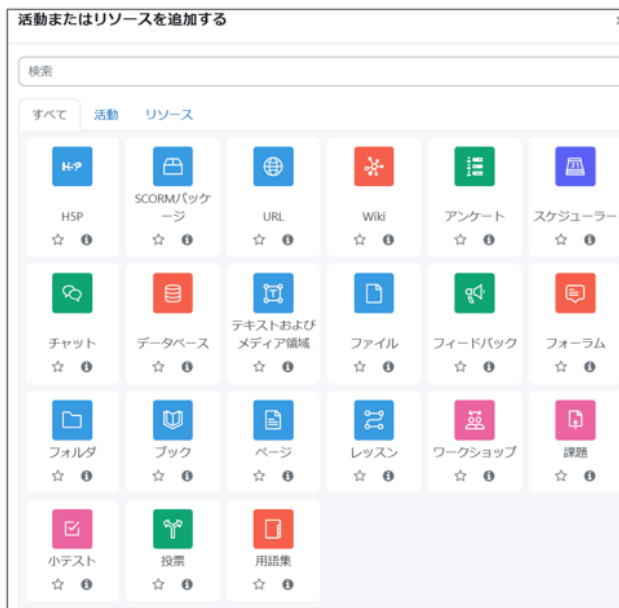 活動またはリソースを追加する
検索
すべて 活動 リソース
H5P
H5P
SCORMパッケ
ージ
URL
Wiki
アンケート
31
スケジューラー
チャット
データベース
T
テキストおよび
メディア領域
ファイル
フィードバック
フォーラム
フォルダ
ブック
ページ
レッスン
ワークショップ
課題
小テスト
投票
用語集